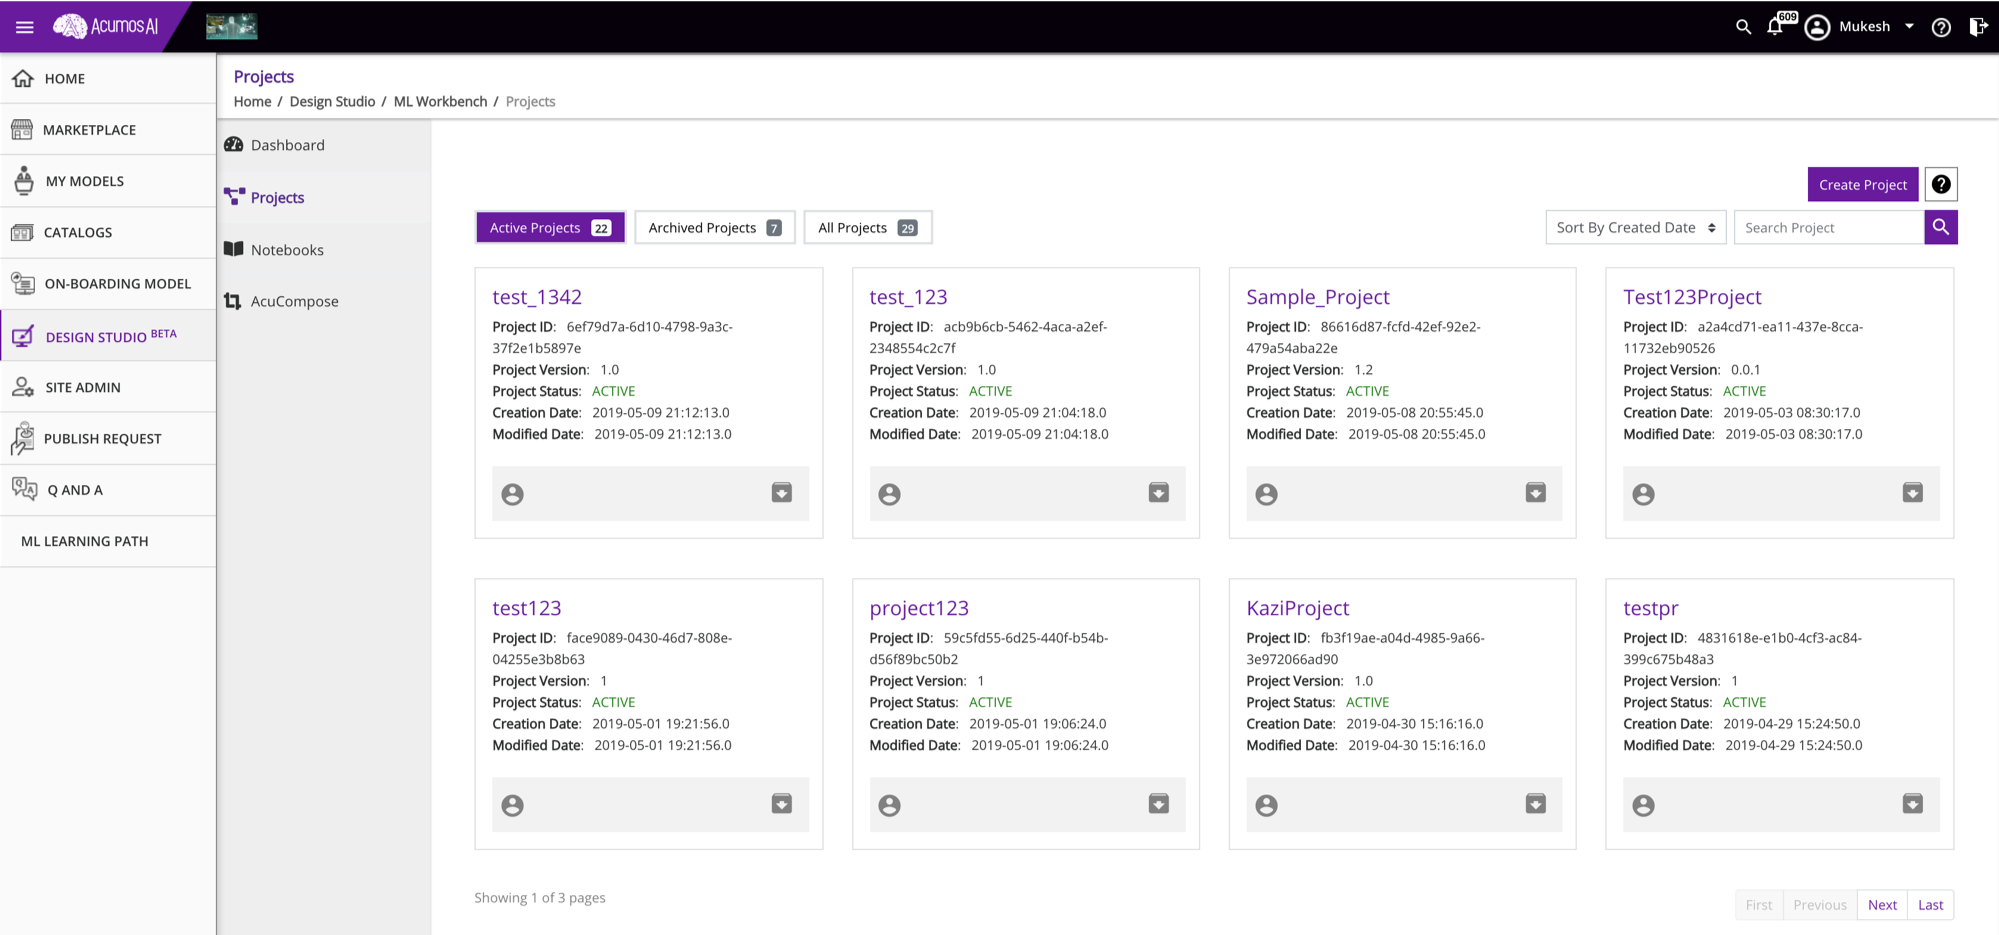 Acumos AI
609
Mukesh
HOME
MARKETPLACE
MY MODELS
CATALOGS
ON-BOARDING MODEL
DESIGN STUDIO BETA
SITE ADMIN
PUBLISH REQUEST
Q AND A
ML LEARNING PATH
Projects
Home / Design Studio / ML Workbench / Projects
Dashboard
Projects
Notebooks
AcuCompose
Create Project
Active Projects 22
Archived Projects 7
All Projects 29
Sort By Created Date
Search Project
test_1342
Project ID: 6ef79d7a-6d10-4798-9a3c-
37f2e1b5897e
Project Version: 1.0
Project Status: ACTIVE
Creation Date: 2019-05-09 21:12:13.0
Modified Date: 2019-05-09 21:12:13.0
test_123
Project ID: acb9b6cb-5462-4aca-a2ef-
2348554c2c7f
Project Version: 1.0
Project Status: ACTIVE
Creation Date: 2019-05-09 21:04:18.0
Modified Date: 2019-05-09 21:04:18.0
Sample_Project
Project ID: 86616d87-fcfd-42ef-92e2-
479a54aba22e
Project Version: 1.2
Project Status: ACTIVE
Creation Date: 2019-05-08 20:55:45.0
Modified Date: 2019-05-08 20:55:45.0
Test123Project
Project ID: a2a4cd71-ea11-437e-8cca-
11732eb90526
Project Version: 0.0.1
Project Status: ACTIVE
Creation Date: 2019-05-03 08:30:17.0
Modified Date: 2019-05-03 08:30:17.0
test123
Project ID: face9089-0430-46d7-808e-
04255e3b8b63
Project Version: 1
Project Status: ACTIVE
Creation Date: 2019-05-01 19:21:56.0
Modified Date: 2019-05-01 19:21:56.0
project123
Project ID: 59c5fd55-6d25-440f-b54b-
d56f89bc50b2
Project Version: 1
Project Status: ACTIVE
Creation Date: 2019-05-01 19:06:24.0
Modified Date: 2019-05-01 19:06:24.0
KaziProject
Project ID: fb3f19ae-a04d-4985-9a66-
3e972066ad90
Project Version: 1.0
Project Status: ACTIVE
Creation Date: 2019-04-30 15:16:16.0
Modified Date: 2019-04-30 15:16:16.0
testpr
Project ID: 4831618e-e1b0-4cf3-ac84-
399c675b48a3
Project Version: 1
Project Status: ACTIVE
Creation Date: 2019-04-29 15:24:50.0
Modified Date: 2019-04-29 15:24:50.0
Showing 1 of 3 pages
First Previous Next Last